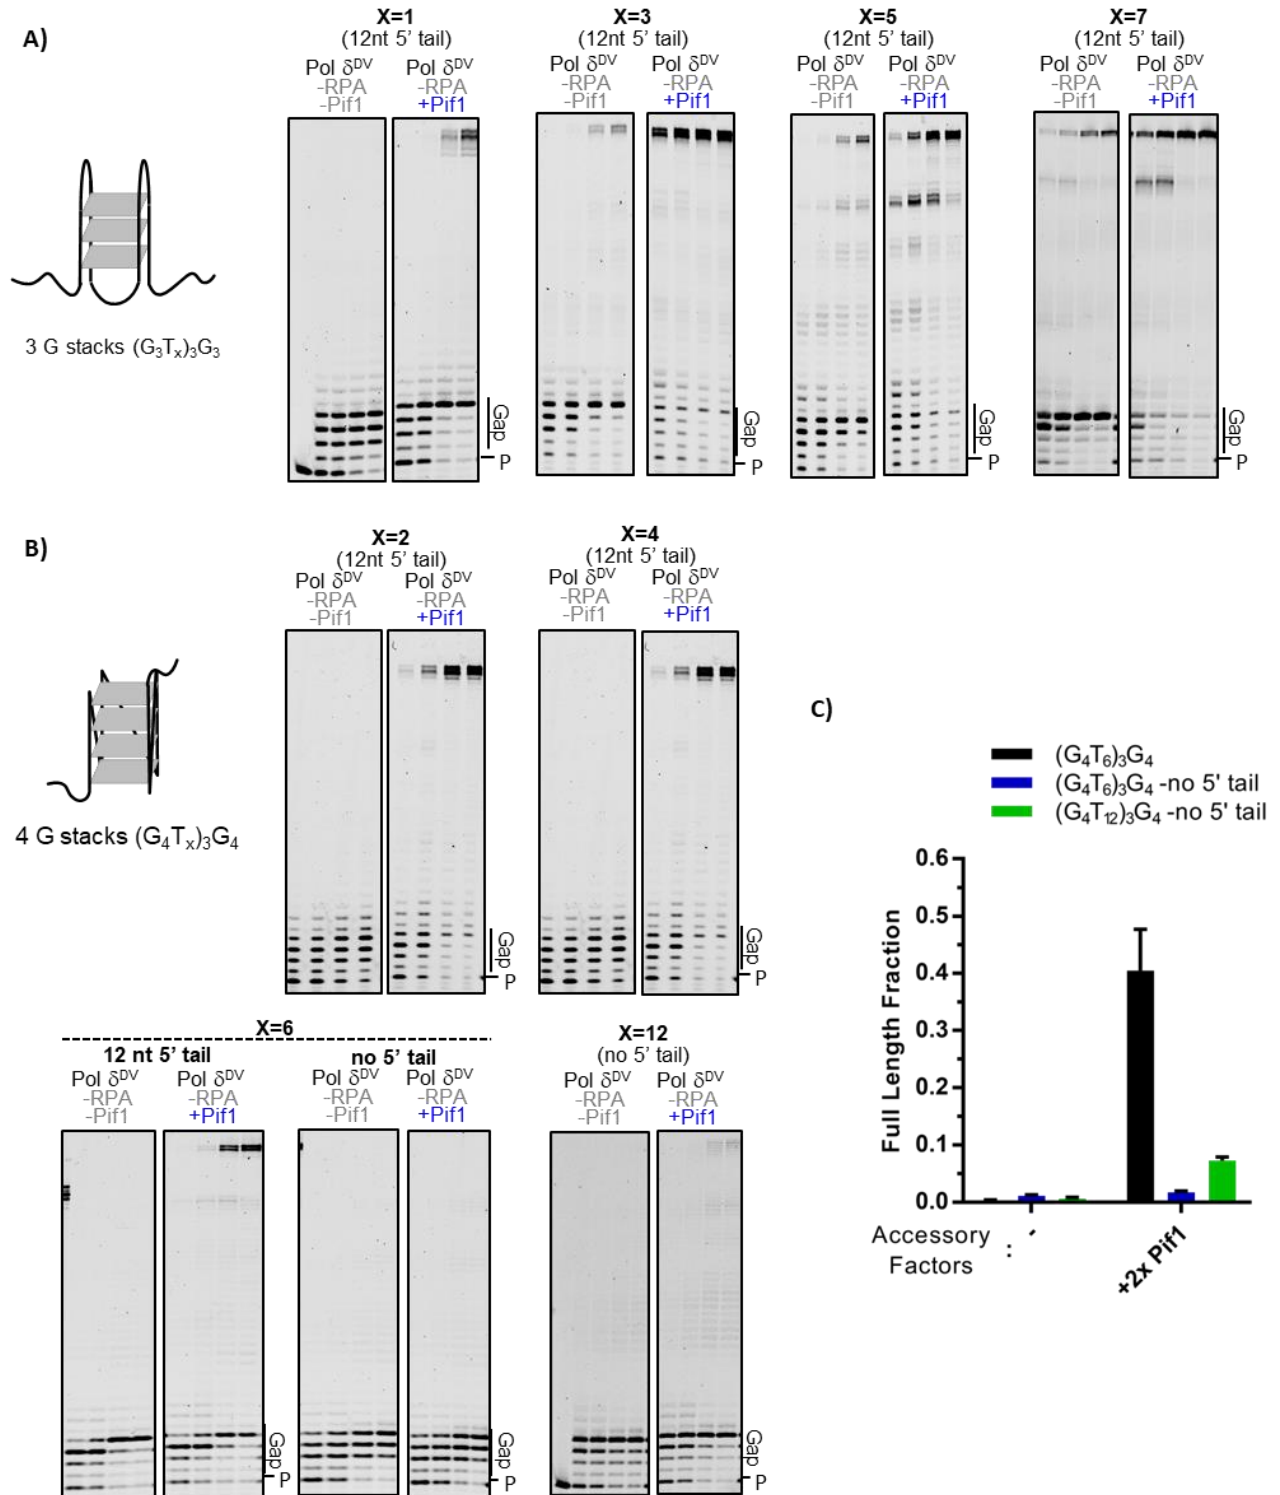 A)
X=1
(12nt 5' tail)
Pol δDV
-RPA
-Pif1
Pol δDV
-RPA
+Pif1
X=3
(12nt 5' tail)
Pol δDV
-RPA
-Pif1
Pol δDV
-RPA
+Pif1
X=5
(12nt 5' tail)
Pol δDV
-RPA
-Pif1
Pol δDV
-RPA
+Pif1
X=7
(12nt 5' tail)
Pol δDV
-RPA
-Pif1
Pol δDV
-RPA
+Pif1
3 G stacks (G3Tx)3G3
Gap
P
Gap
P
Gap
P
Gap
P
B)
X=2
(12nt 5' tail)
Pol δDV
-RPA
-Pif1
Pol δDV
-RPA
+Pif1
X=4
(12nt 5' tail)
Pol δDV
-RPA
-Pif1
Pol δDV
-RPA
+Pif1
4 G stacks (G4Tx)3G4
Gap
P
Gap
P
X=6
12 nt 5' tail
Pol δDV
-RPA
-Pif1
Pol δDV
-RPA
+Pif1
no 5' tail
Pol δDV
-RPA
-Pif1
Pol δDV
-RPA
+Pif1
X=12
(no 5' tail)
Pol δDV
-RPA
-Pif1
Pol δDV
-RPA
+Pif1
Gap
P
Gap
P
Gap
P
C)
(G4T6)3G4
(G4T6)3G4 -no 5' tail
(G4T12)3G4 -no 5' tail
Full Length Fraction
0.6
0.5
0.4
0.3
0.2
0.1
0.0
Accessory
Factors :
-
+2x Pif1